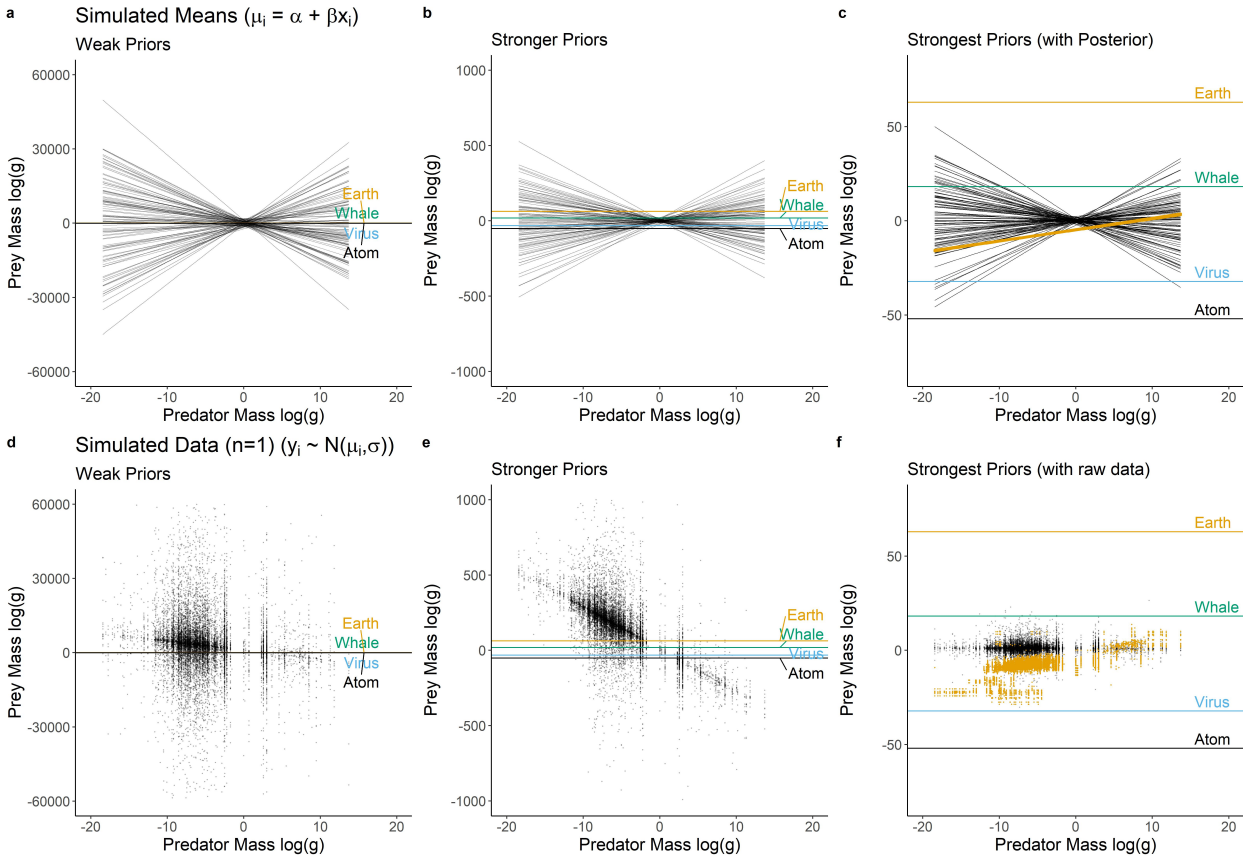 a
Simulated Means (μi = α + βxi)
Weak Priors
60000
30000
0
-30000
-60000
Prey Mass log(g)
Earth
Whale
Virus
Atom
-20 -10 0 10 20
Predator Mass log(g)
b
Stronger Priors
1000
500
0
-500
-1000
Prey Mass log(g)
Earth
Whale
Virus
Atom
-20 -10 0 10 20
Predator Mass log(g)
c
Strongest Priors (with Posterior)
50
0
-50
Prey Mass log(g)
Earth
Whale
Virus
Atom
-20 -10 0 10 20
Predator Mass log(g)
d
Simulated Data (n=1) (yi ~ N(μi,σ))
Weak Priors
60000
30000
0
-30000
-60000
Prey Mass log(g)
Earth
Whale
Virus
Atom
-20 -10 0 10 20
Predator Mass log(g)
e
Stronger Priors
1000
500
0
-500
-1000
Prey Mass log(g)
Earth
Whale
Virus
Atom
-20 -10 0 10 20
Predator Mass log(g)
f
Strongest Priors (with raw data)
50
0
-50
Prey Mass log(g)
Earth
Whale
Virus
Atom
-20 -10 0 10 20
Predator Mass log(g)